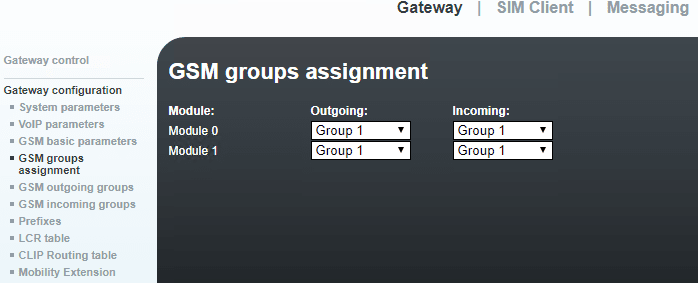 Gateway | SIM Client | Messaging
Gateway control
Gateway configuration
System parameters
VoIP parameters
GSM basic parameters
GSM groups
assignment
GSM outgoing groups
GSM incoming groups
Prefixes
LCR table
CLIP Routing table
Mobility Extension
GSM groups assignment
Module: Outgoing: Incoming:
Module 0 Group 1 Group 1
Module 1 Group 1 Group 1